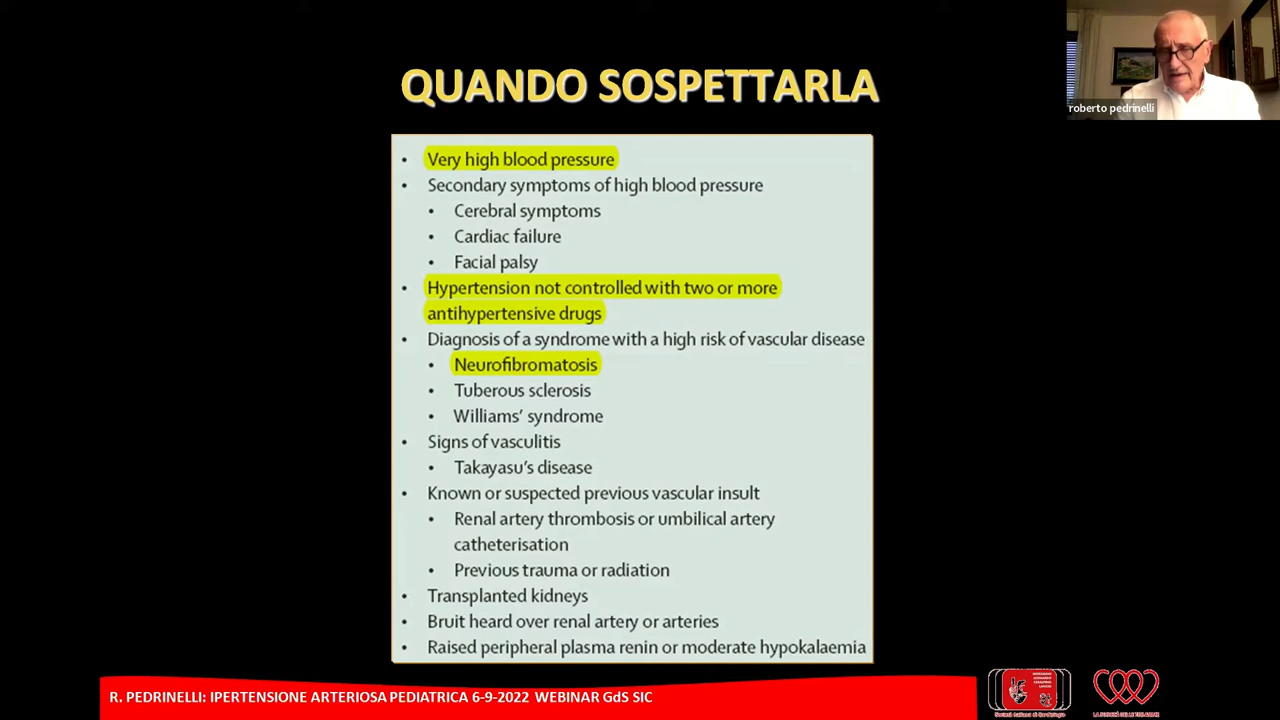 QUANDO SOSPETTARLA
roberto pedrinelli
• Very high blood pressure
• Secondary symptoms of high blood pressure
• Cerebral symptoms
• Cardiac failure
• Facial palsy
• Hypertension not controlled with two or more
antihypertensive drugs
• Diagnosis of a syndrome with a high risk of vascular disease
• Neurofibromatosis
• Tuberous sclerosis
• Williams’ syndrome
• Signs of vasculitis
• Takayasu’s disease
• Known or suspected previous vascular insult
• Renal artery thrombosis or umbilical artery
catheterisation
• Previous trauma or radiation
• Transplanted kidneys
• Bruit heard over renal artery or arteries
• Raised peripheral plasma renin or moderate hypokalaemia
R. PEDRINELLI: IPERTENSIONE ARTERIOSA PEDIATRICA 6-9-2022 WEBINAR GdS SIC
Società Italiana di Cardiologia